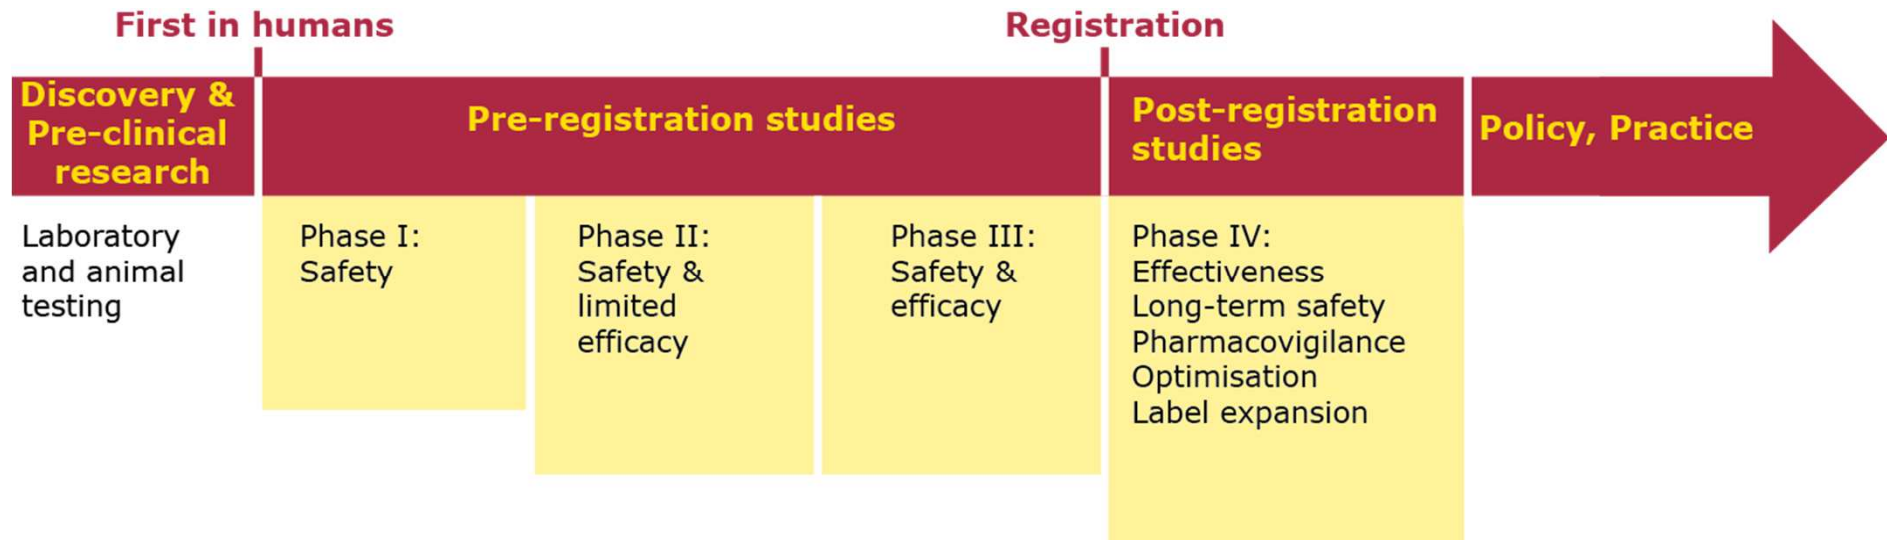 First in humans
Registration
Discovery &
Pre-clinical
research
Pre-registration studies
Post-registration
studies
Policy, Practice
Laboratory
and animal
testing
Phase I:
Safety
Phase II:
Safety &
limited
efficacy
Phase III:
Safety &
efficacy
Phase IV:
Effectiveness
Long-term safety
Pharmacovigilance
Optimisation
Label expansion